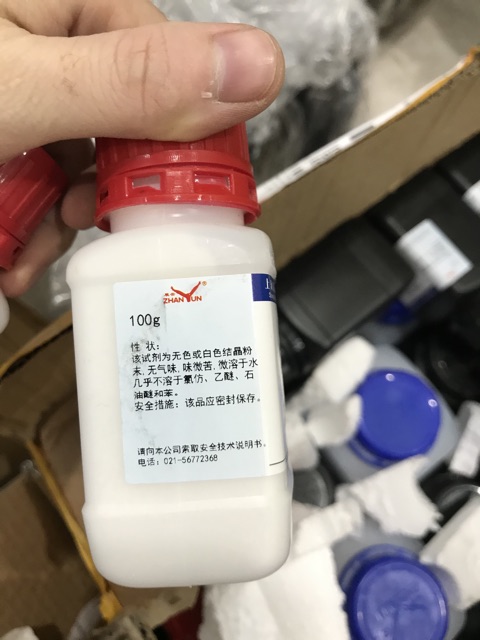 ZHAN YUN
®
100g
性 状:
该试剂为无色或白色结晶粉
末,无气味,味微苦,微溶于水
几乎不溶于氯仿、乙醚、石
油醚和苯。
安全措施: 该品应密封保存。
请向本公司索取安全技术说明书。
电话: 021-56772368